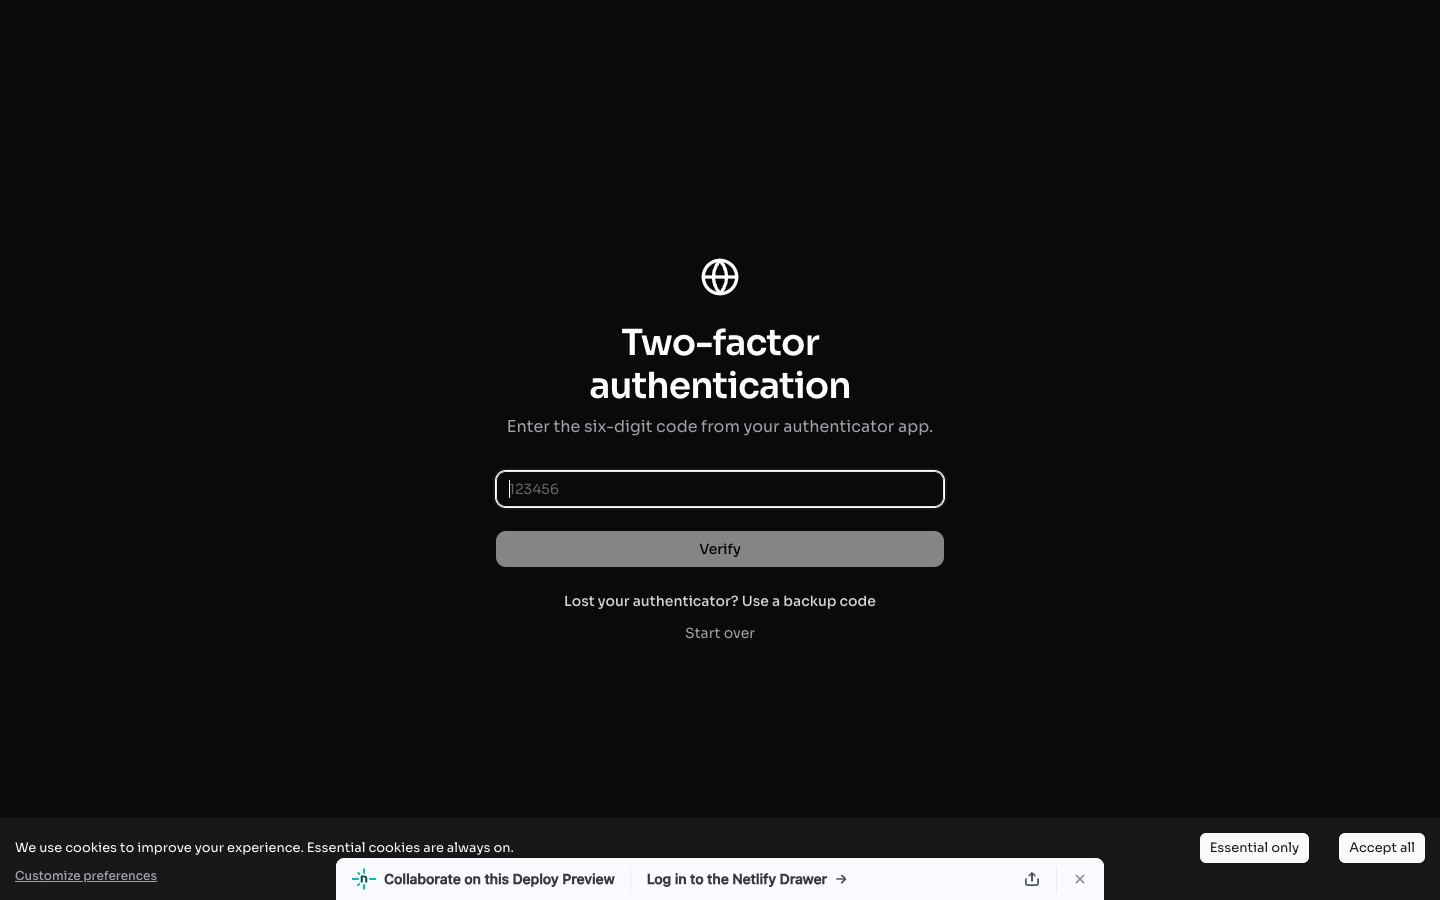 Two-factor
authentication
Enter the six-digit code from your authenticator app.
123456
Verify
Lost your authenticator? Use a backup code
Start over
We use cookies to improve your experience. Essential cookies are always on.
Customize preferences
Essential only
Accept all
Collaborate on this Deploy Preview
Log in to the Netlify Drawer →